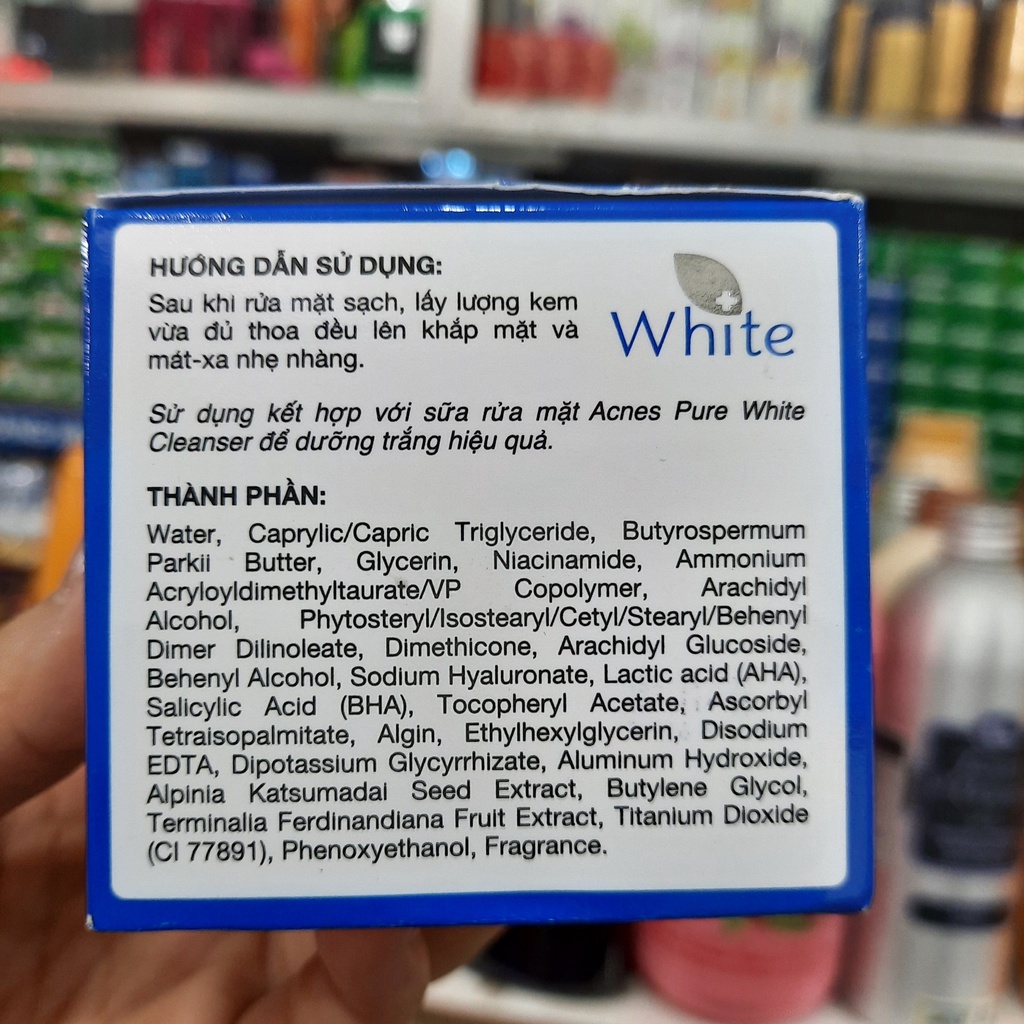 HƯỚNG DẪN SỬ DỤNG:
Sau khi rửa mặt sạch, lấy lượng kem
vừa đủ thoa đều lên khắp mặt và
mát-xa nhẹ nhàng.
White
Sử dụng kết hợp với sữa rửa mặt Acnes Pure White
Cleanser để dưỡng trắng hiệu quả.
THÀNH PHẦN:
Water, Caprylic/Capric Triglyceride, Butyrospermum
Parkii Butter, Glycerin, Niacinamide, Ammonium
Acryloyldimethyltaurate/VP Copolymer, Arachidyl
Alcohol, Phytosteryl/Isostearyl/Cetyl/Stearyl/Behenyl
Dimer Dilinoleate, Dimethicone, Arachidyl Glucoside,
Behenyl Alcohol, Sodium Hyaluronate, Lactic acid (AHA),
Salicylic Acid (BHA), Tocopheryl Acetate, Ascorbyl
Tetraisopalmitate, Algin, Ethylhexylglycerin, Disodium
EDTA, Dipotassium Glycyrrhizate, Aluminum Hydroxide,
Alpinia Katsumadai Seed Extract, Butylene Glycol,
Terminalia Ferdinandiana Fruit Extract, Titanium Dioxide
(CI 77891), Phenoxyethanol, Fragrance.